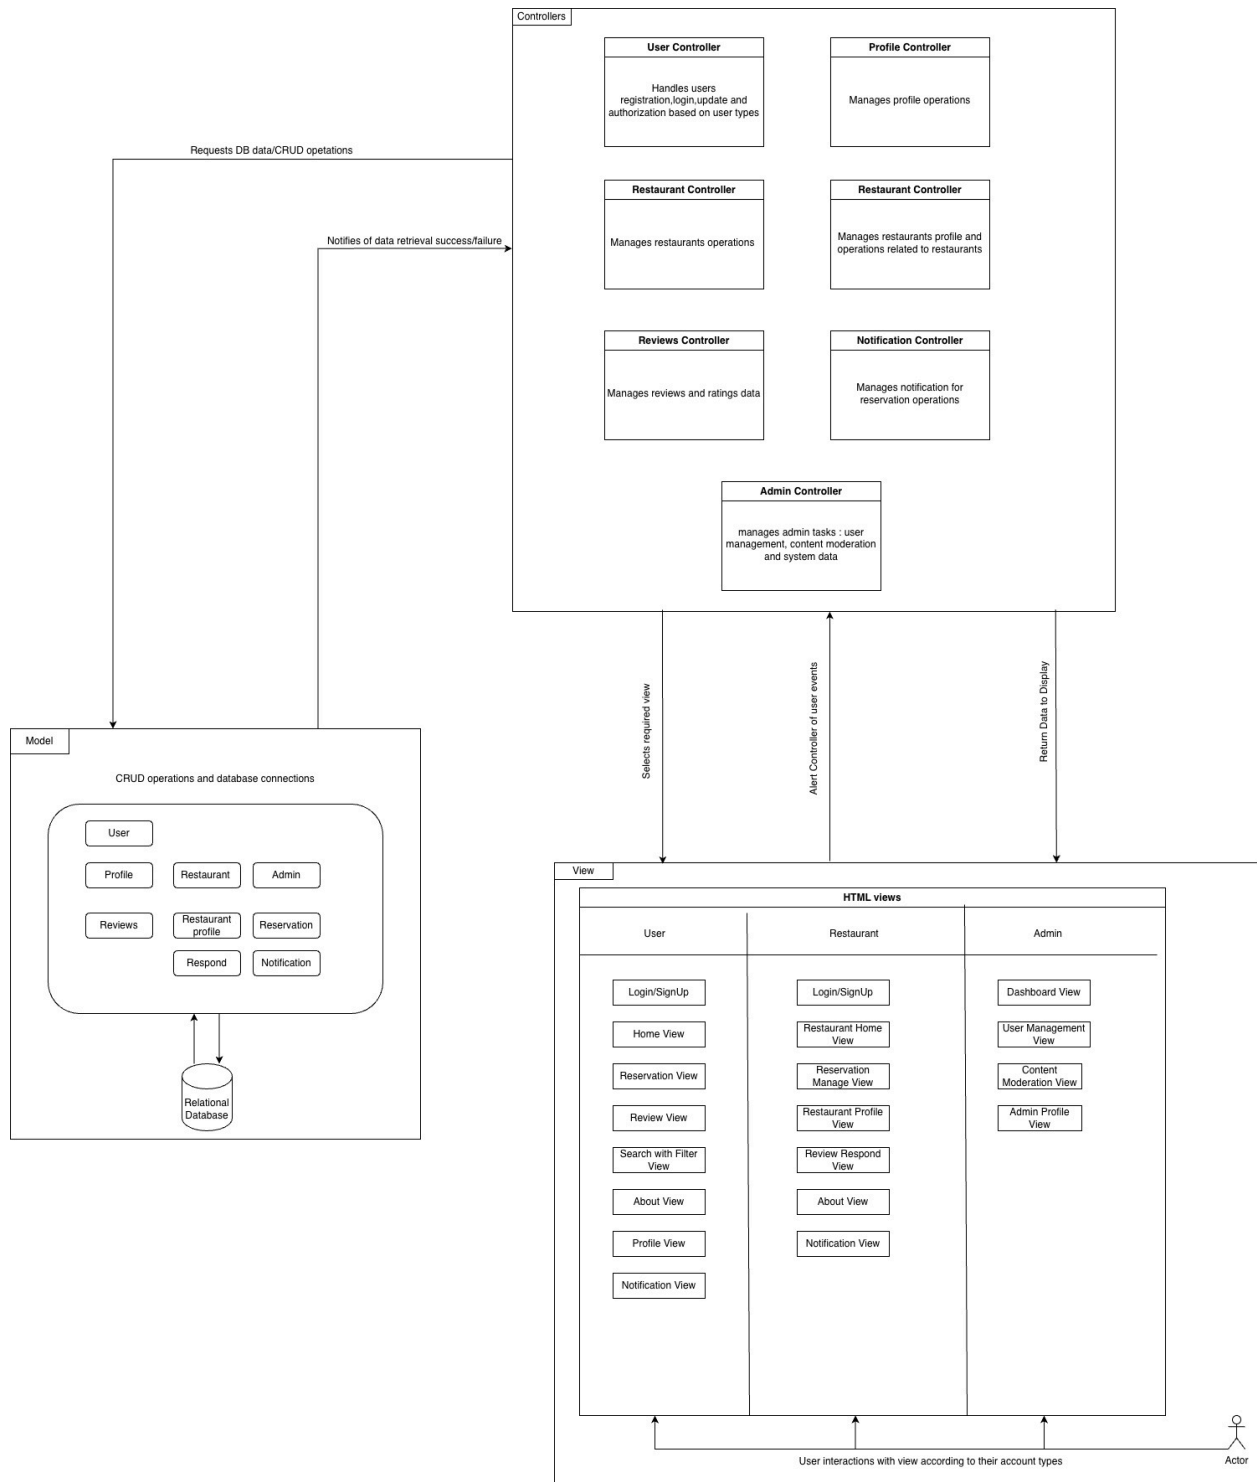 Controllers
User Controller
Handles users
registration,login,update and
authorization based on user types
Profile Controller
Manages profile operations
Requests DB data/CRUD opetations
Restaurant Controller
Manages restaurants operations
Restaurant Controller
Manages restaurants profile and
operations related to restaurants
Notifies of data retrieval success/failure
Reviews Controller
Manages reviews and ratings data
Notification Controller
Manages notification for
reservation operations
Admin Controller
manages admin tasks : user
management, content moderation
and system data
Selects required view
Alert Controller of user events
Return Data to Display
Model
CRUD operations and database connections
User
Profile
Restaurant
Admin
Reviews
Restaurant
profile
Reservation
Respond
Notification
Relational
Database
View
HTML views
User
Restaurant
Admin
Login/SignUp
Home View
Reservation View
Review View
Search with Filter
View
About View
Profile View
Notification View
Login/SignUp
Restaurant Home
View
Reservation
Manage View
Restaurant Profile
View
Review Respond
View
About View
Notification View
Dashboard View
User Management
View
Content
Moderation View
Admin Profile
View
User interactions with view according to their account types
Actor